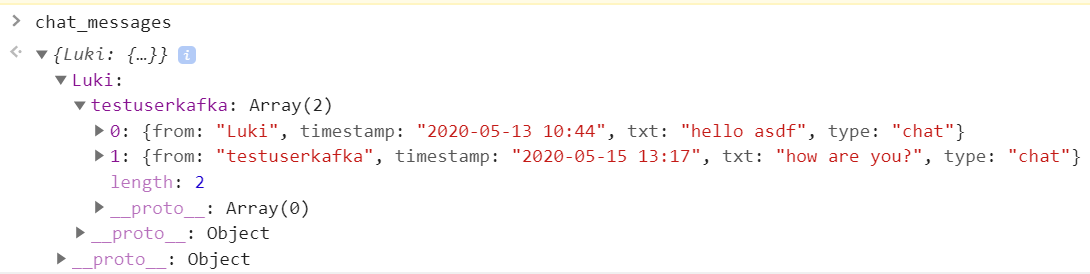 chat_messages
{Luki: {…}} i
Luki:
testuserkafka: Array(2)
0: {from: "Luki", timestamp: "2020-05-13 10:44", txt: "hello asdf", type: "chat"}
1: {from: "testuserkafka", timestamp: "2020-05-15 13:17", txt: "how are you?", type: "chat"}
length: 2
__proto__: Array(0)
__proto__: Object
__proto__: Object